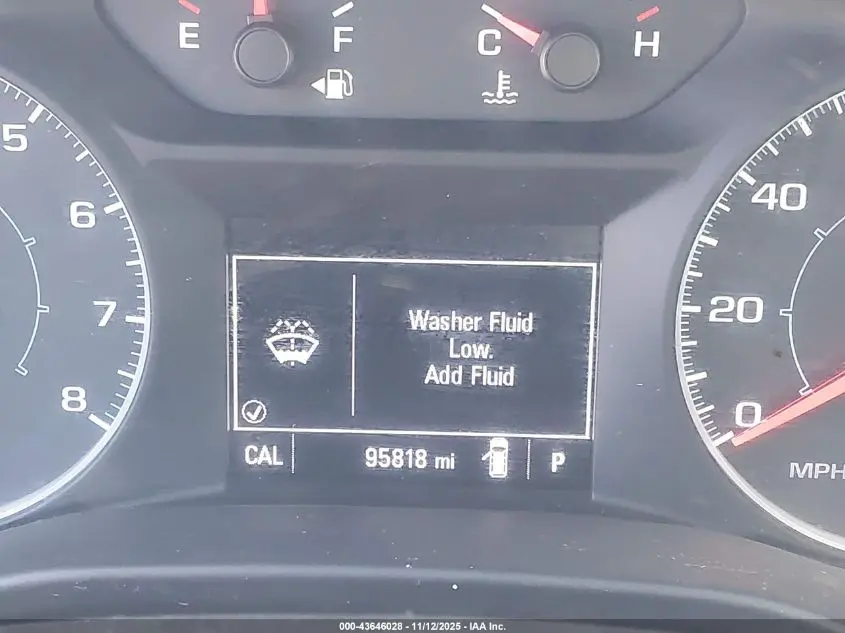 E F C H
5
6
7
8
40
20
0
MPH
Washer Fluid
Low.
Add Fluid
CAL 95818 mi P
000-43646028 - 11/12/2025 - IAA Inc.